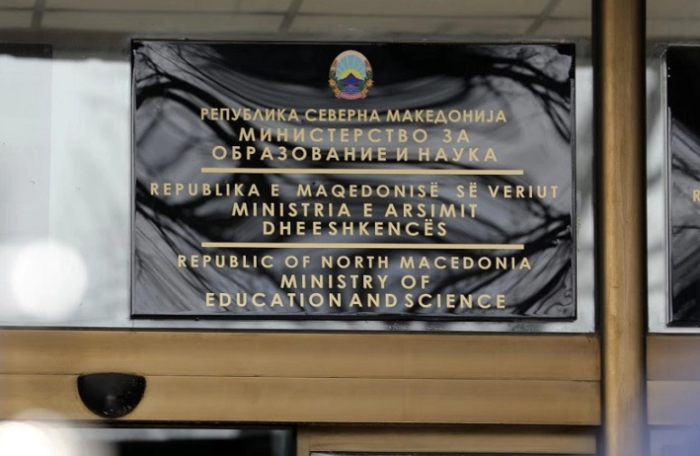 РЕПУБЛИКА СЕВЕРНА МАКЕДОНИЈА
МИНИСТЕРСТВО ЗА
ОБРАЗОВАНИЕ И НАУКА
REPUBLIKA E MAQEDONISË SË VERIUT
MINISTRIA E ARSIMIT
DHE ESHKENCËS
REPUBLIC OF NORTH MACEDONIA
MINISTRY OF
EDUCATION AND SCIENCE